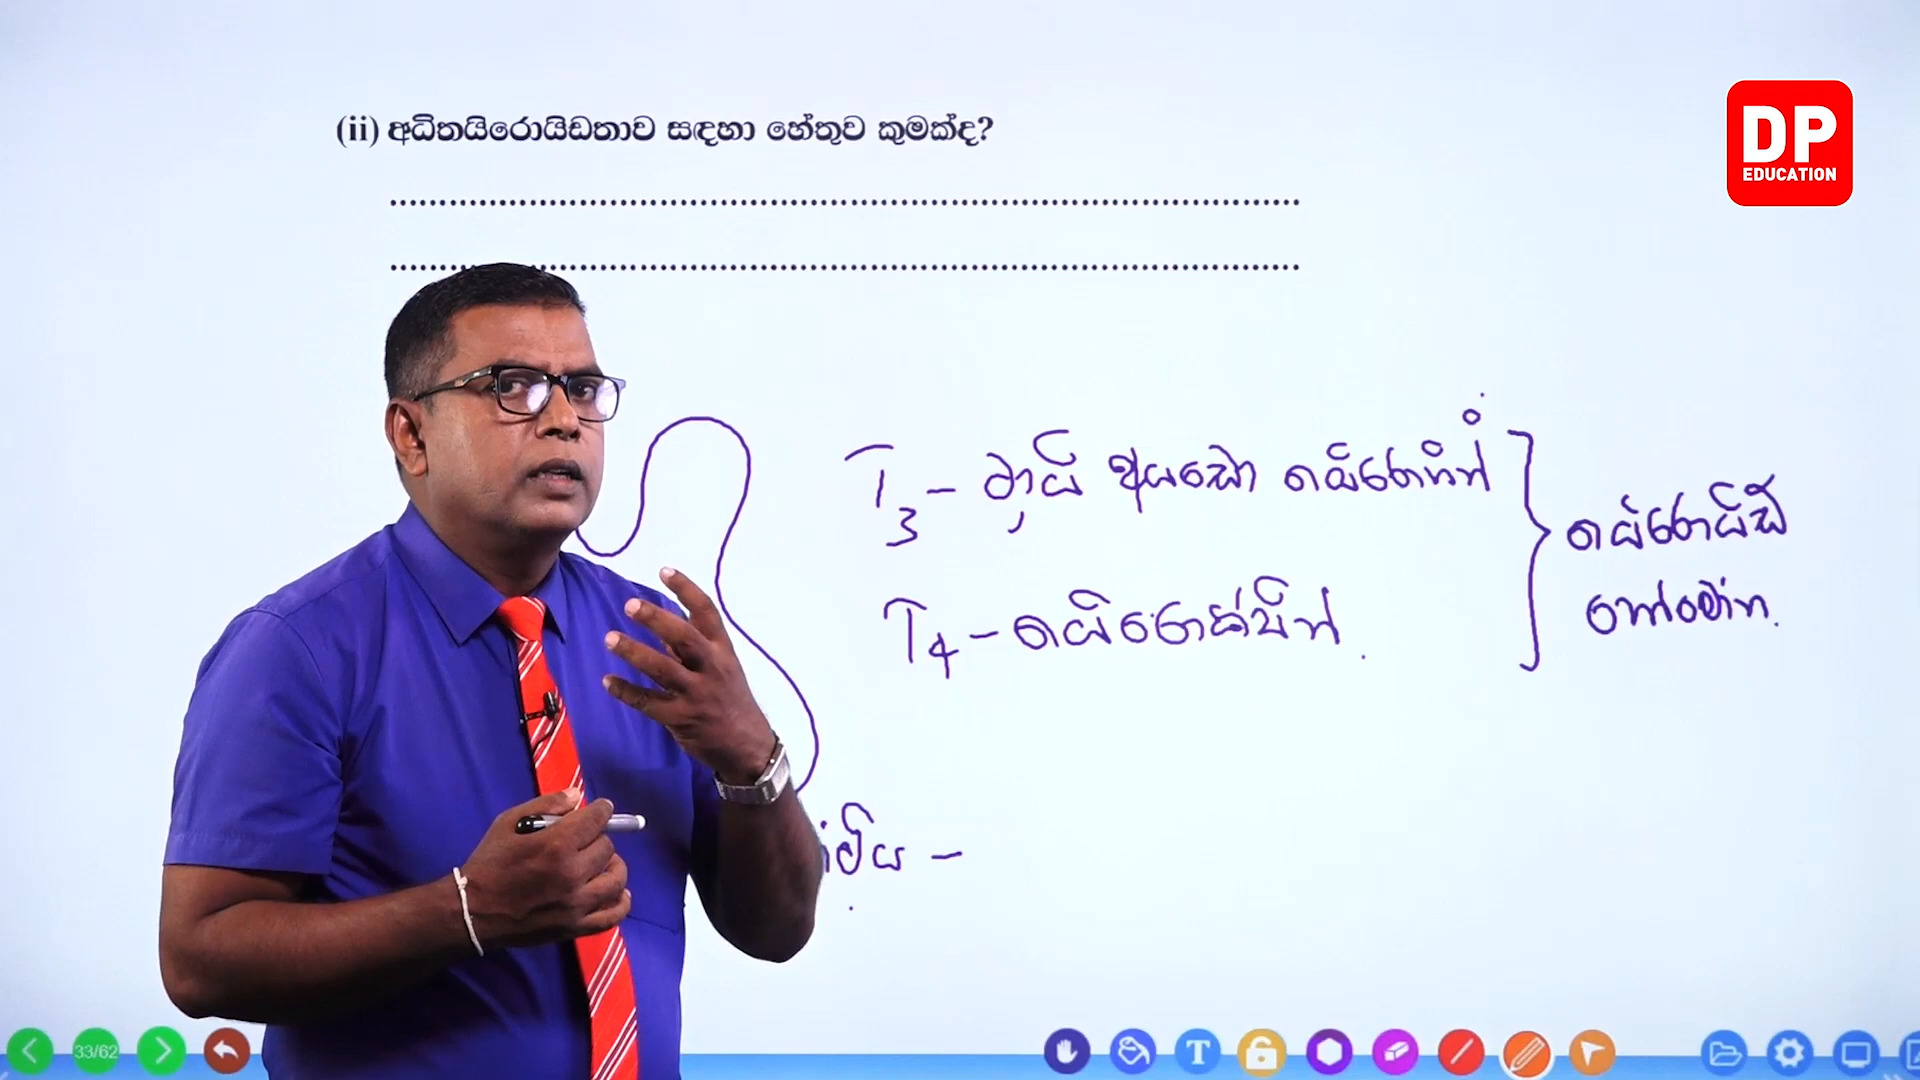 (ii) අධිතයිරොයිඩතාව සඳහා හේතුව කුමක්ද?
DP
EDUCATION
T3 - ට්‍රයි අයඩෝ තයිරොනීන්
T4 - තයිරොක්සින්.
තයිරොයිඩ්
හෝමෝන.
33/62